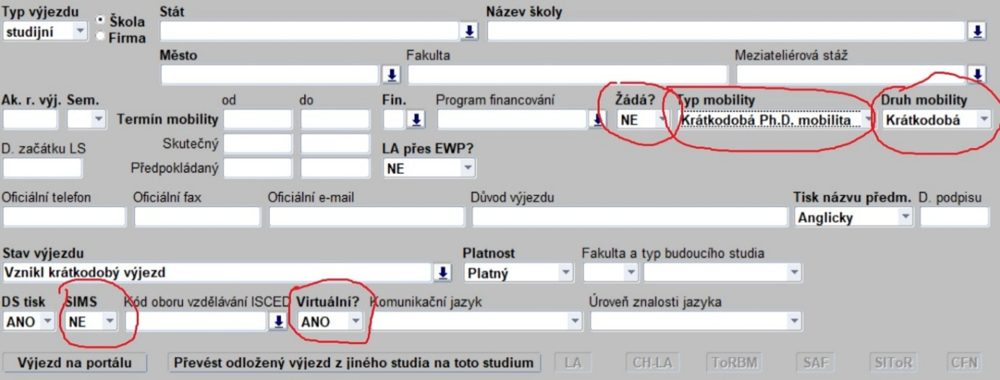 Typ výjezdu Škola Stát Název školy
studijní Firma
Město Fakulta Meziateliérová stáž
Ak. r. výj. Sem. od do Fin. Program financování Žádá? Typ mobility Druh mobility
Termín mobility NE Krátkodobá Ph.D. mobilita Krátkodobá
D. začátku LS Skutečný LA přes EWP?
Předpokládaný NE
Oficiální telefon Oficiální fax Oficiální e-mail Důvod výjezdu Tisk názvu předm. D. podpisu
Anglicky
Stav výjezdu Platnost Fakulta a typ budoucího studia
Vznikl krátkodobý výjezd Platný
DS tisk SIMS Kód oboru vzdělávání ISCED Virtuální? Komunikační jazyk Úroveň znalosti jazyka
ANO NE ANO
Výjezd na portálu Převést odložený výjezd z jiného studia na toto studium LA CH-LA ToRBM SAF SIToR CFN